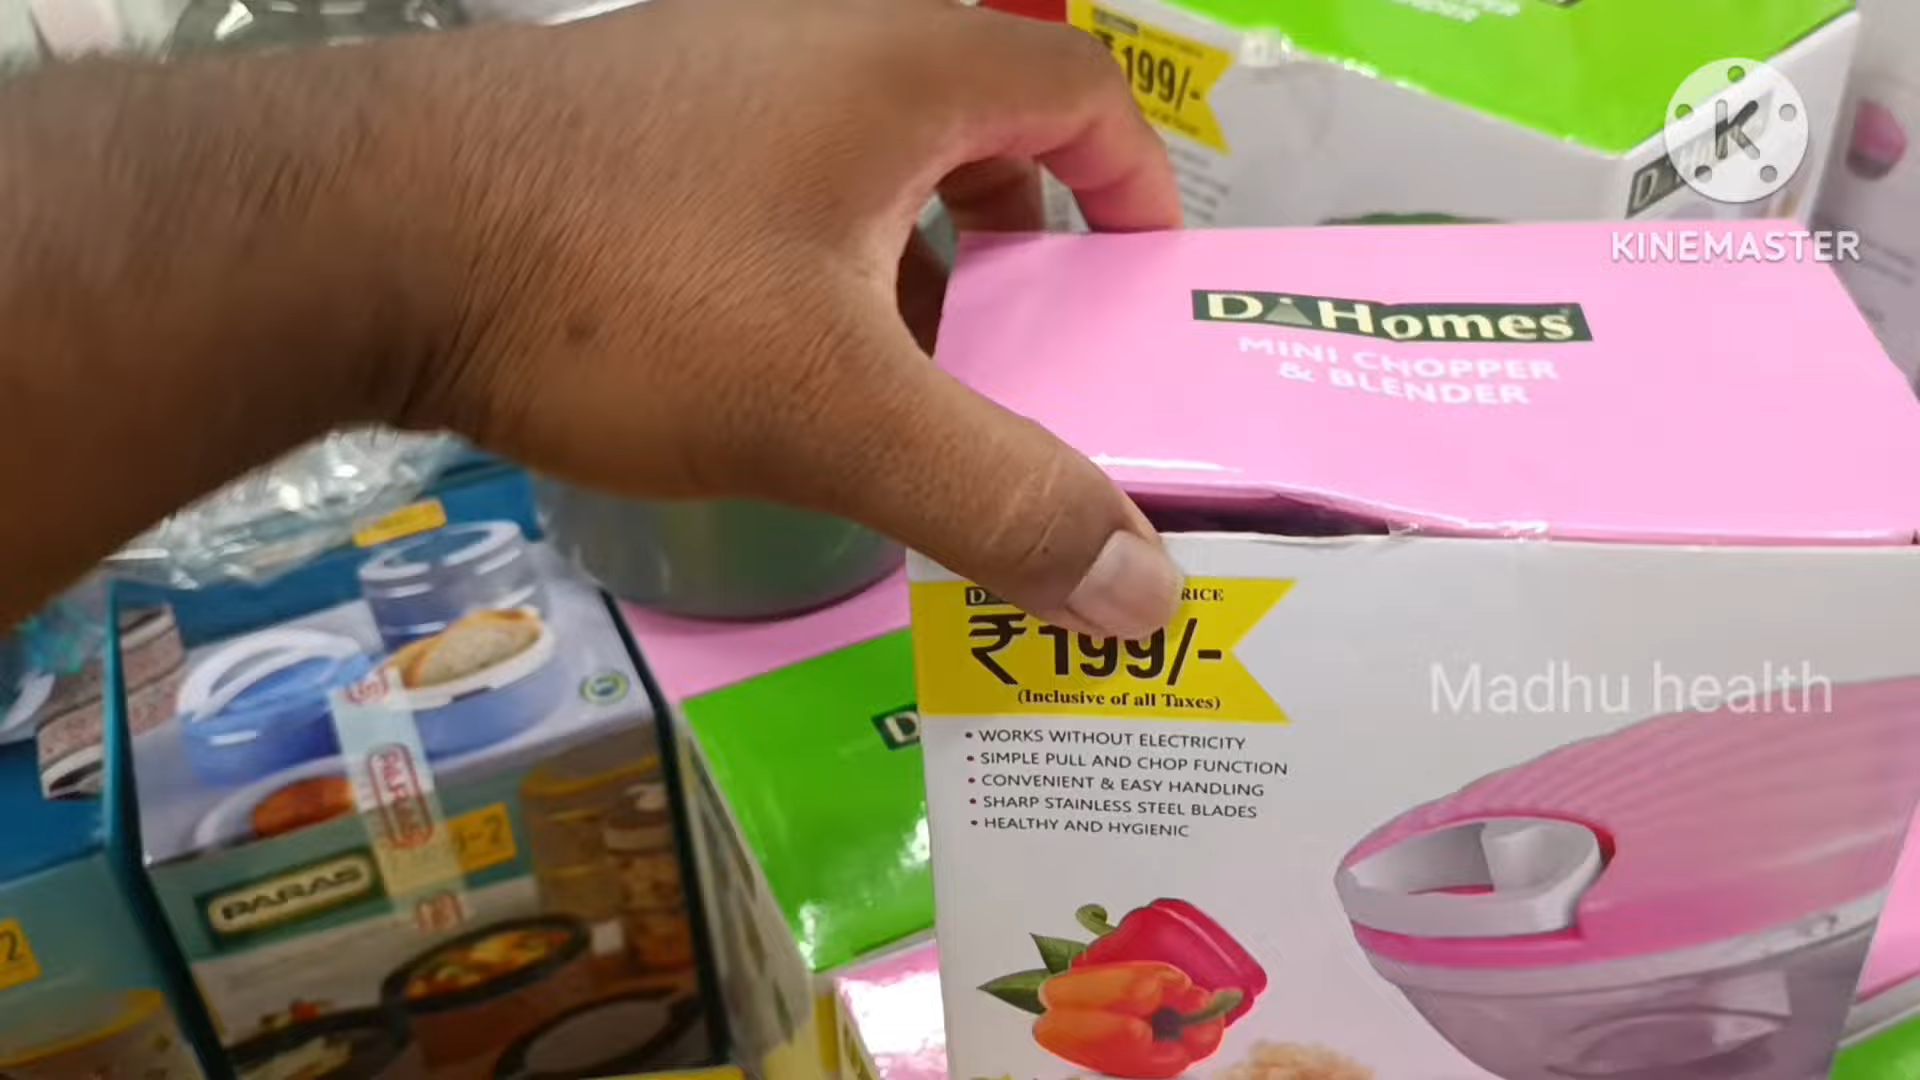 199/-
KINEMASTER
D Homes
MINI CHOPPER
& BLENDER
RICE
₹199/-
(Inclusive of all Taxes)
• WORKS WITHOUT ELECTRICITY
• SIMPLE PULL AND CHOP FUNCTION
• CONVENIENT & EASY HANDLING
• SHARP STAINLESS STEEL BLADES
• HEALTHY AND HYGIENIC
Madhu health
PARAS
PARAS